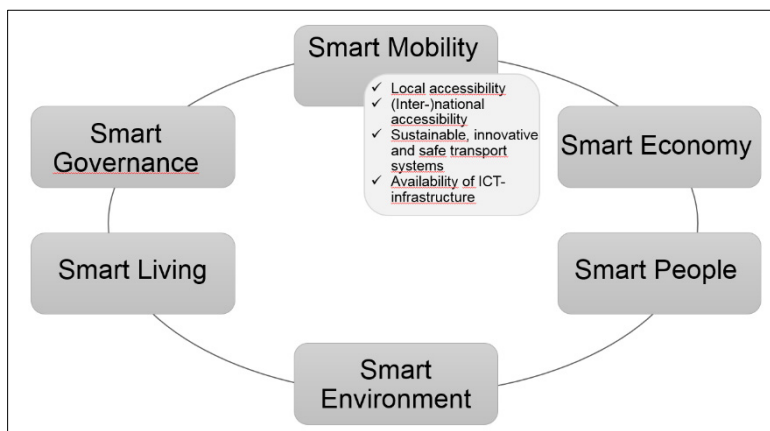 Smart Mobility
✓ Local accessibility
✓ (Inter-)national
accessibility
✓ Sustainable, innovative
and safe transport
systems
✓ Availability of ICT-
infrastructure
Smart
Governance
Smart Economy
Smart Living
Smart People
Smart
Environment